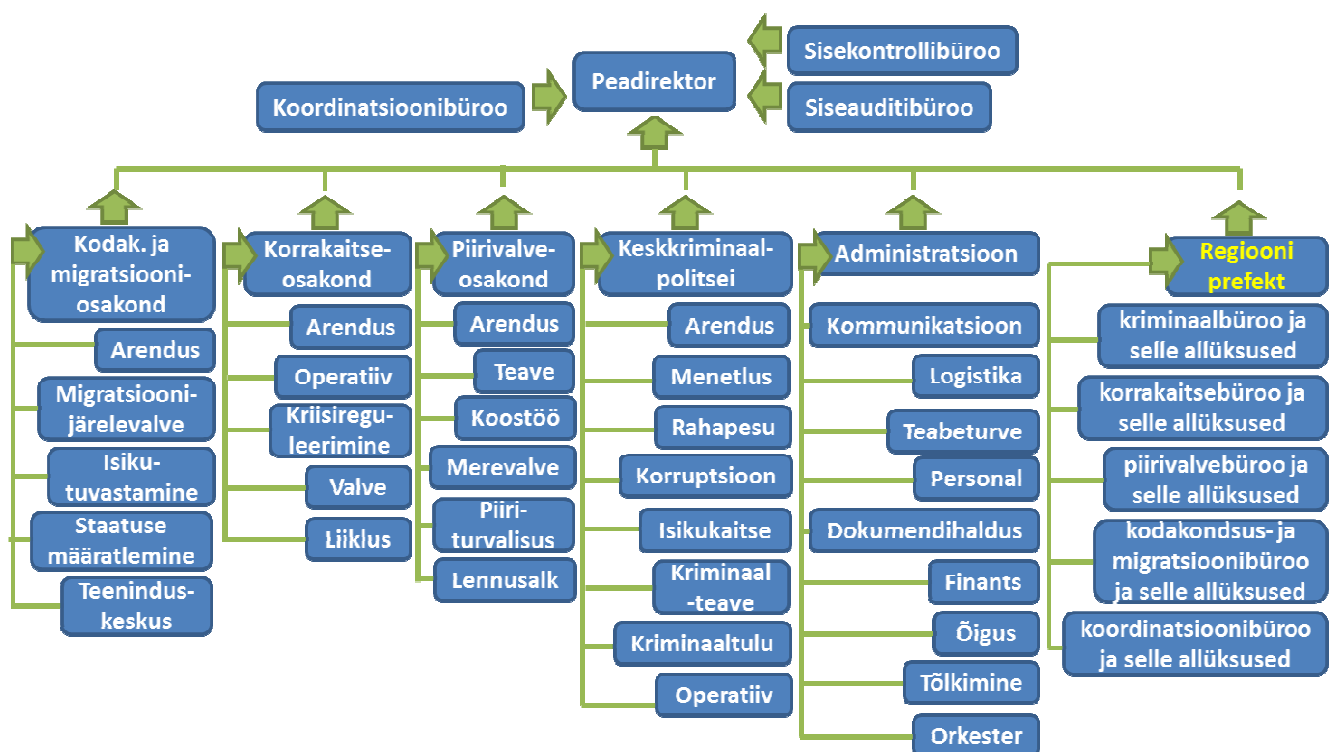 Sisekontrollibüroo
Peadirektor
Koordinatsioonibüroo
Siseauditibüroo
Kodak. ja
migratsiooni-
osakond
Arendus
Migratsiooni-
järelevalve
Isiku-
tuvastamine
Staatuse
määratlemine
Teenindus-
keskus
Korrakaitse-
osakond
Arendus
Operatiiv
Kriisiregu-
leerimine
Valve
Liiklus
Piirivalve-
osakond
Arendus
Teave
Koostöö
Merevalve
Piiri-
turvalisus
Lennusalk
Keskkriminaal-
politsei
Arendus
Menetlus
Rahapesu
Korruptsioon
Isikukaitse
Kriminaal
-teave
Kriminaaltulu
Operatiiv
Administratsioon
Kommunikatsioon
Logistika
Teabeturve
Personal
Dokumendihaldus
Finants
Õigus
Tõlkimine
Orkester
Regiooni
prefekt
kriminaalbüroo ja
selle allüksused
korrakaitsebüroo ja
selle allüksused
piirivalvebüroo ja
selle allüksused
kodakondsus- ja
migratsioonibüroo
ja selle allüksused
koordinatsioonibüroo
ja selle allüksused